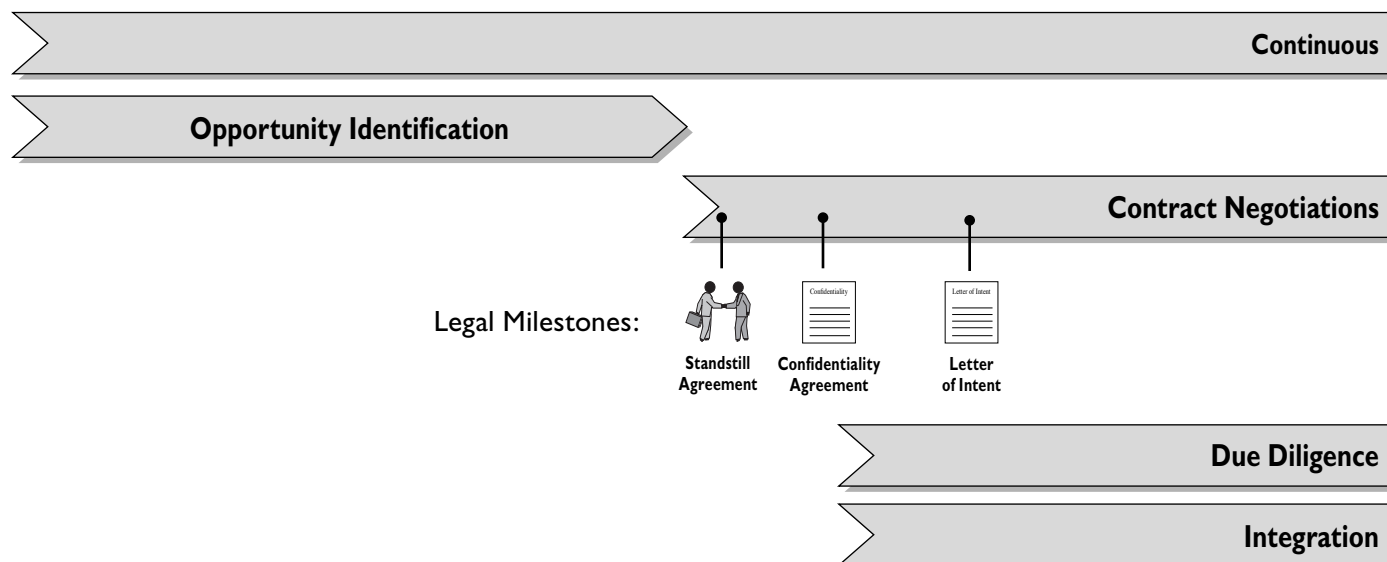 Continuous
Opportunity Identification
Contract Negotiations
Confidentiality
Letter of Intent
Legal Milestones:
Standstill
Agreement
Confidentiality
Agreement
Letter
of Intent
Due Diligence
Integration